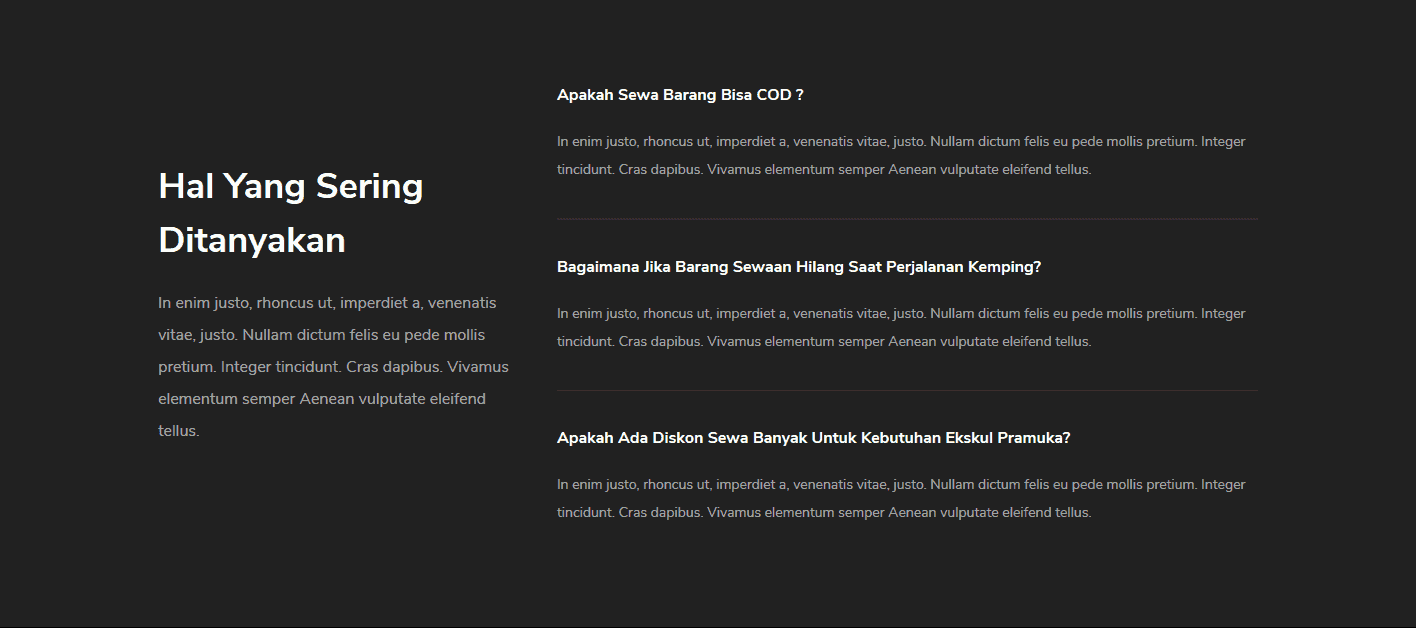 Hal Yang Sering
Ditanyakan
In enim justo, rhoncus ut, imperdiet a, venenatis
vitae, justo. Nullam dictum felis eu pede mollis
pretium. Integer tincidunt. Cras dapibus. Vivamus
elementum semper Aenean vulputate eleifend
tellus.
Apakah Sewa Barang Bisa COD ?
In enim justo, rhoncus ut, imperdiet a, venenatis vitae, justo. Nullam dictum felis eu pede mollis pretium. Integer
tincidunt. Cras dapibus. Vivamus elementum semper Aenean vulputate eleifend tellus.
Bagaimana Jika Barang Sewaan Hilang Saat Perjalanan Kemping?
In enim justo, rhoncus ut, imperdiet a, venenatis vitae, justo. Nullam dictum felis eu pede mollis pretium. Integer
tincidunt. Cras dapibus. Vivamus elementum semper Aenean vulputate eleifend tellus.
Apakah Ada Diskon Sewa Banyak Untuk Kebutuhan Ekskul Pramuka?
In enim justo, rhoncus ut, imperdiet a, venenatis vitae, justo. Nullam dictum felis eu pede mollis pretium. Integer
tincidunt. Cras dapibus. Vivamus elementum semper Aenean vulputate eleifend tellus.